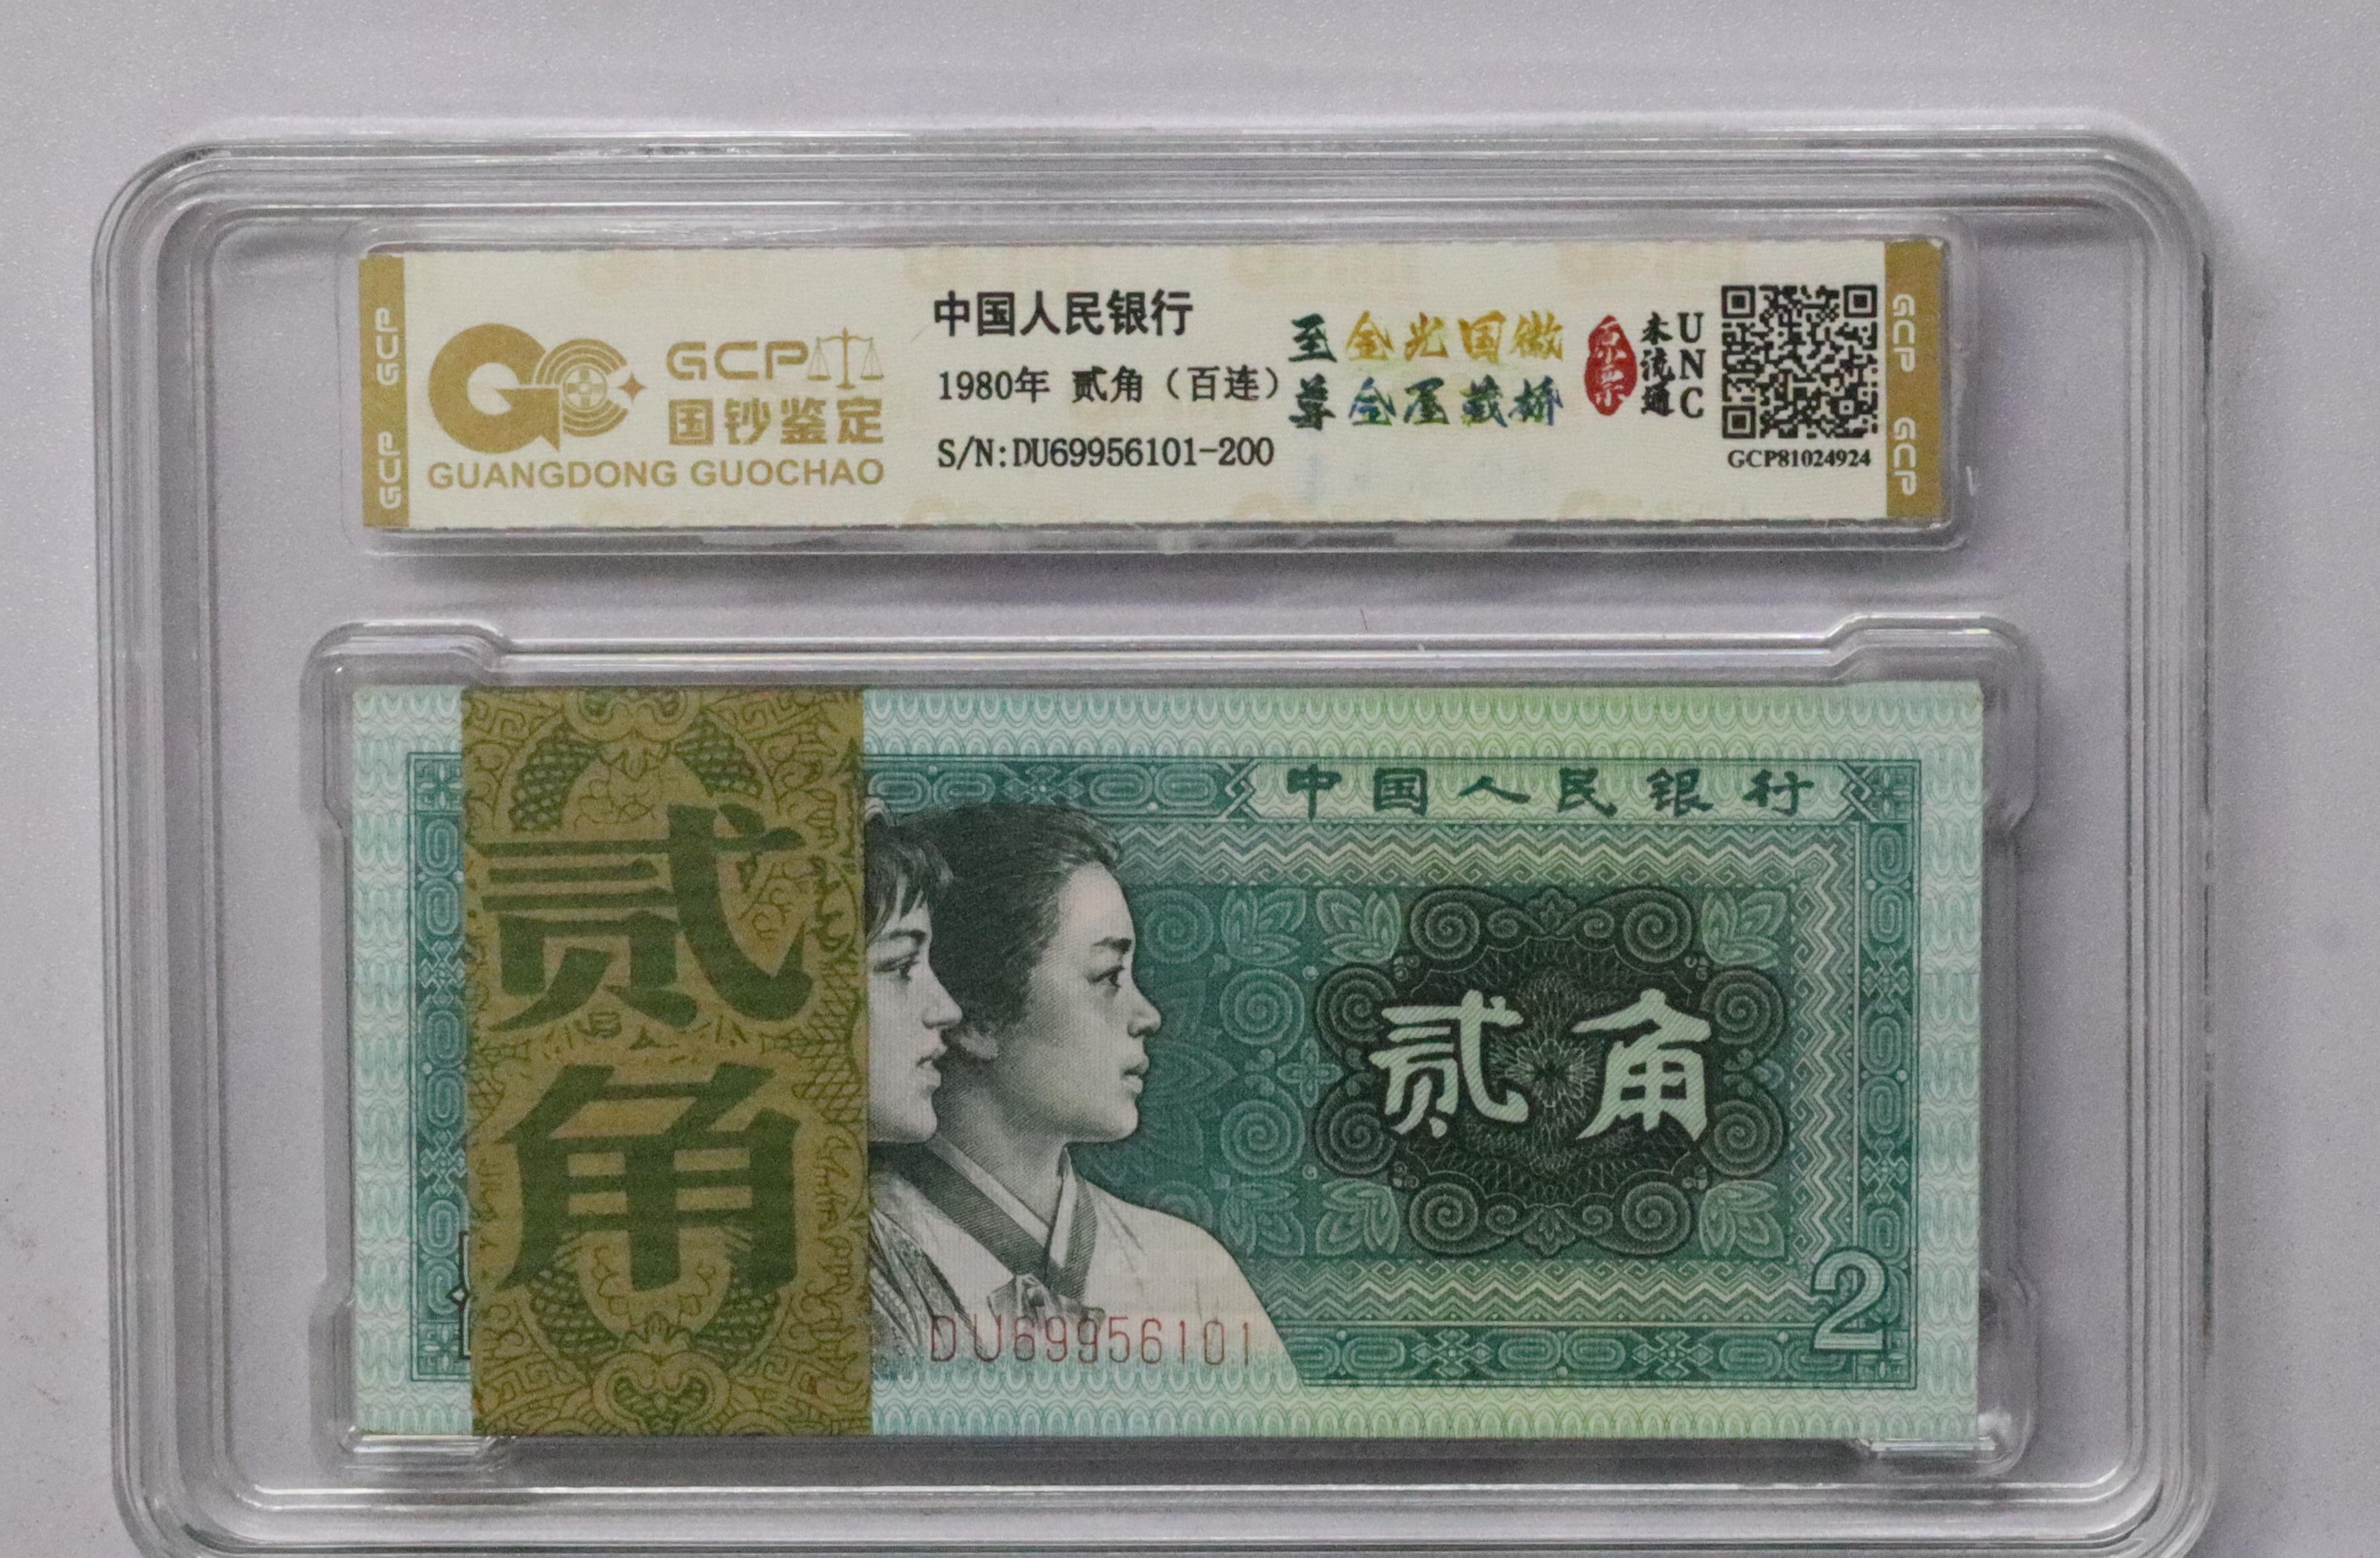 GCP
GCP
GCP
国钞鉴定
GUANGDONG GUOCHAO
中国人民银行
1980年 贰角（百连）
S/N:DU69956101-200
至尊
金光国徽
金屋藏娇
原票
未流通
UNC
GCP81024924
GCP
GCP
贰角
中国人民银行
贰角
DU69956101
2